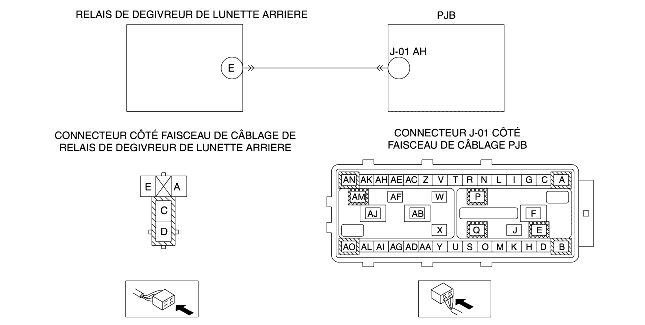 RELAIS DE DEGIVREUR DE LUNETTE ARRIERE
PJB
J-01 AH
E
CONNECTEUR CÔTÉ FAISCEAU DE CÂBLAGE DE
RELAIS DE DEGIVREUR DE LUNETTE ARRIERE
CONNECTEUR J-01 CÔTÉ
FAISCEAU DE CÂBLAGE PJB
E A
C
D
AN AK AH AE AC Z V T R N L I G C A
AM AF W P
AJ AB F
X Q J E
AO AL AI AG AD AA Y U S O M K H D B